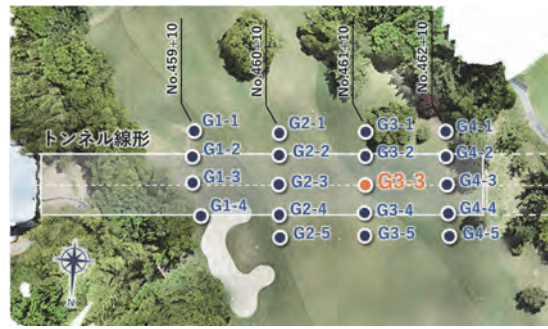 No.459+10
No.460+10
No.461+10
No.462+10
トンネル線形
G1-1
G2-1
G3-1
G4-1
G1-2
G2-2
G3-2
G4-2
G1-3
G2-3
G3-3
G4-3
G1-4
G2-4
G3-4
G4-4
G2-5
G3-5
G4-5
N